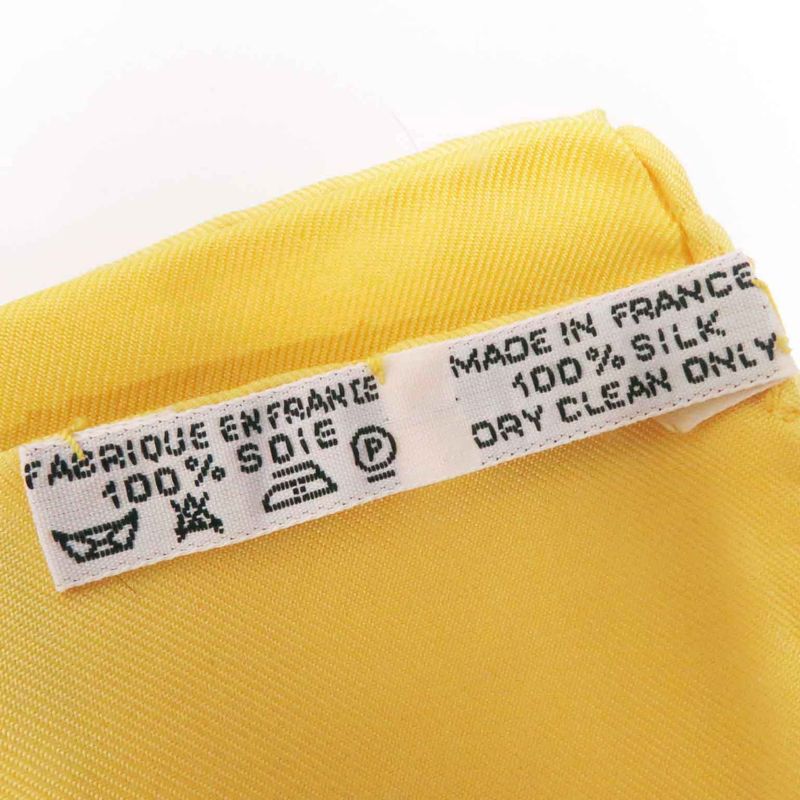 FABRIQUE EN FRANCE
100% SOIE
P
MADE IN FRANCE
100% SILK
DRY CLEAN ONLY